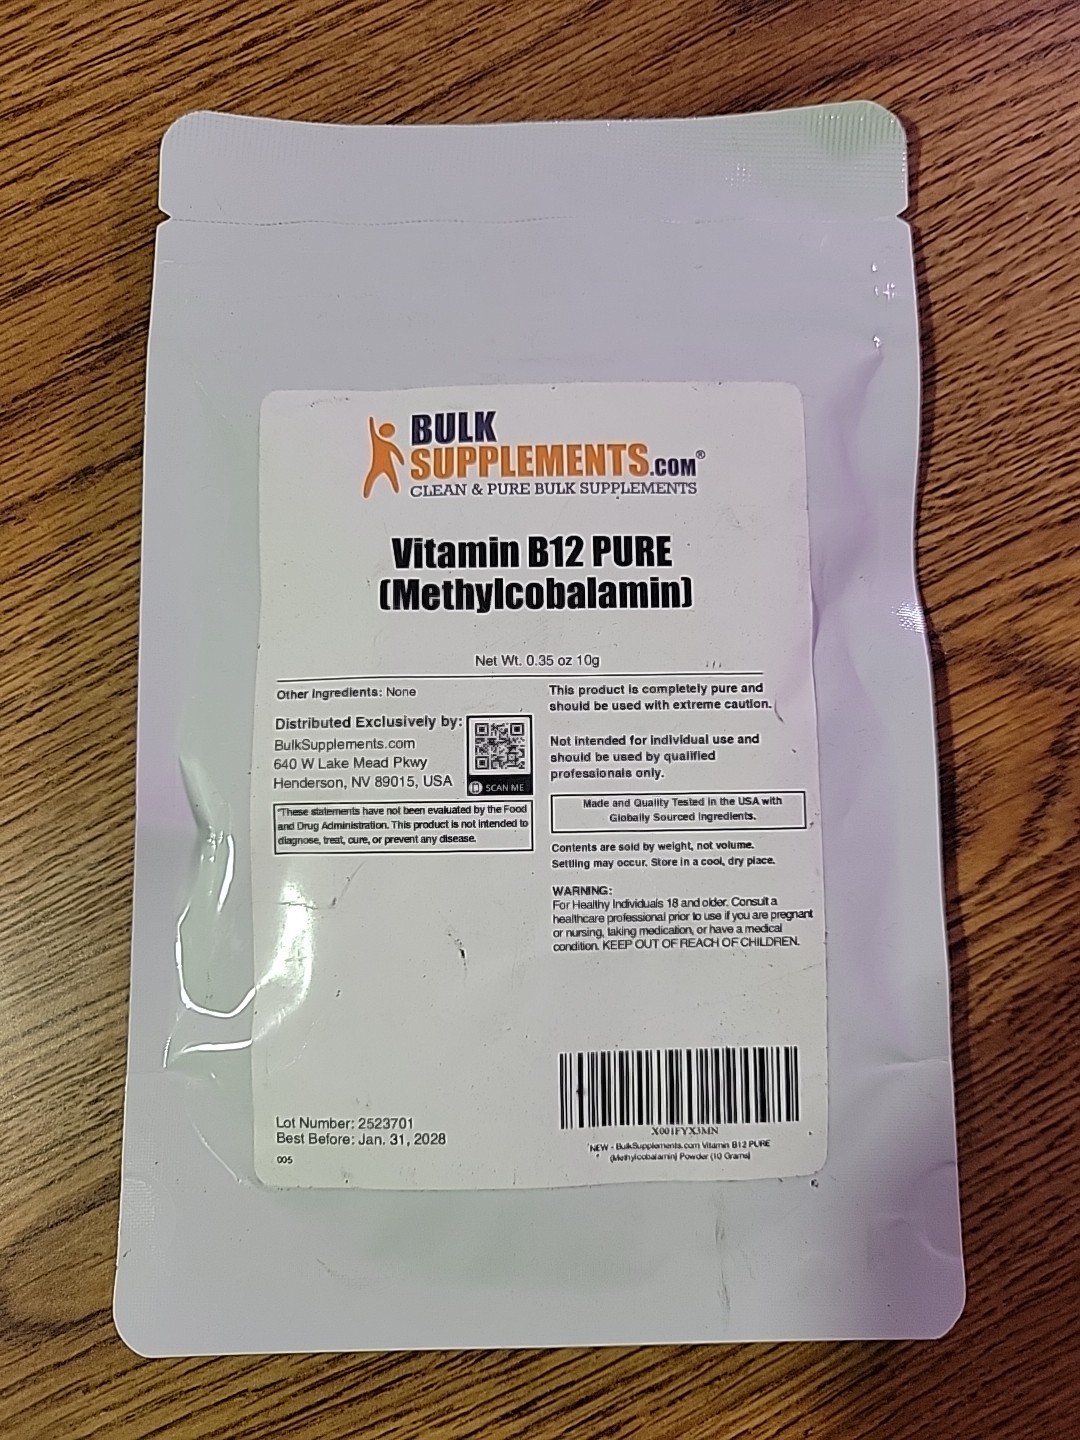 BULK
SUPPLEMENTS.COM®
CLEAN & PURE BULK SUPPLEMENTS
Vitamin B12 PURE
(Methylcobalamin)
Net Wt. 0.35 oz 10g
Other Ingredients: None
Distributed Exclusively by:
BulkSupplements.com
640 W Lake Mead Pkwy
Henderson, NV 89015, USA
SCAN ME
*These statements have not been evaluated by the Food
and Drug Administration. This product is not intended to
diagnose, treat, cure, or prevent any disease.
This product is completely pure and
should be used with extreme caution.
Not intended for individual use and
should be used by qualified
professionals only.
Made and Quality Tested in the USA with
Globally Sourced Ingredients.
Contents are sold by weight, not volume.
Settling may occur. Store in a cool, dry place.
WARNING:
For Healthy Individuals 18 and older. Consult a
healthcare professional prior to use if you are pregnant
or nursing, taking medication, or have a medical
condition. KEEP OUT OF REACH OF CHILDREN.
Lot Number: 2523701
Best Before: Jan. 31, 2028
005
X001FYX3MN
NEW - BulkSupplements.com Vitamin B12 PURE
(Methylcobalamin) Powder (10 Grams)